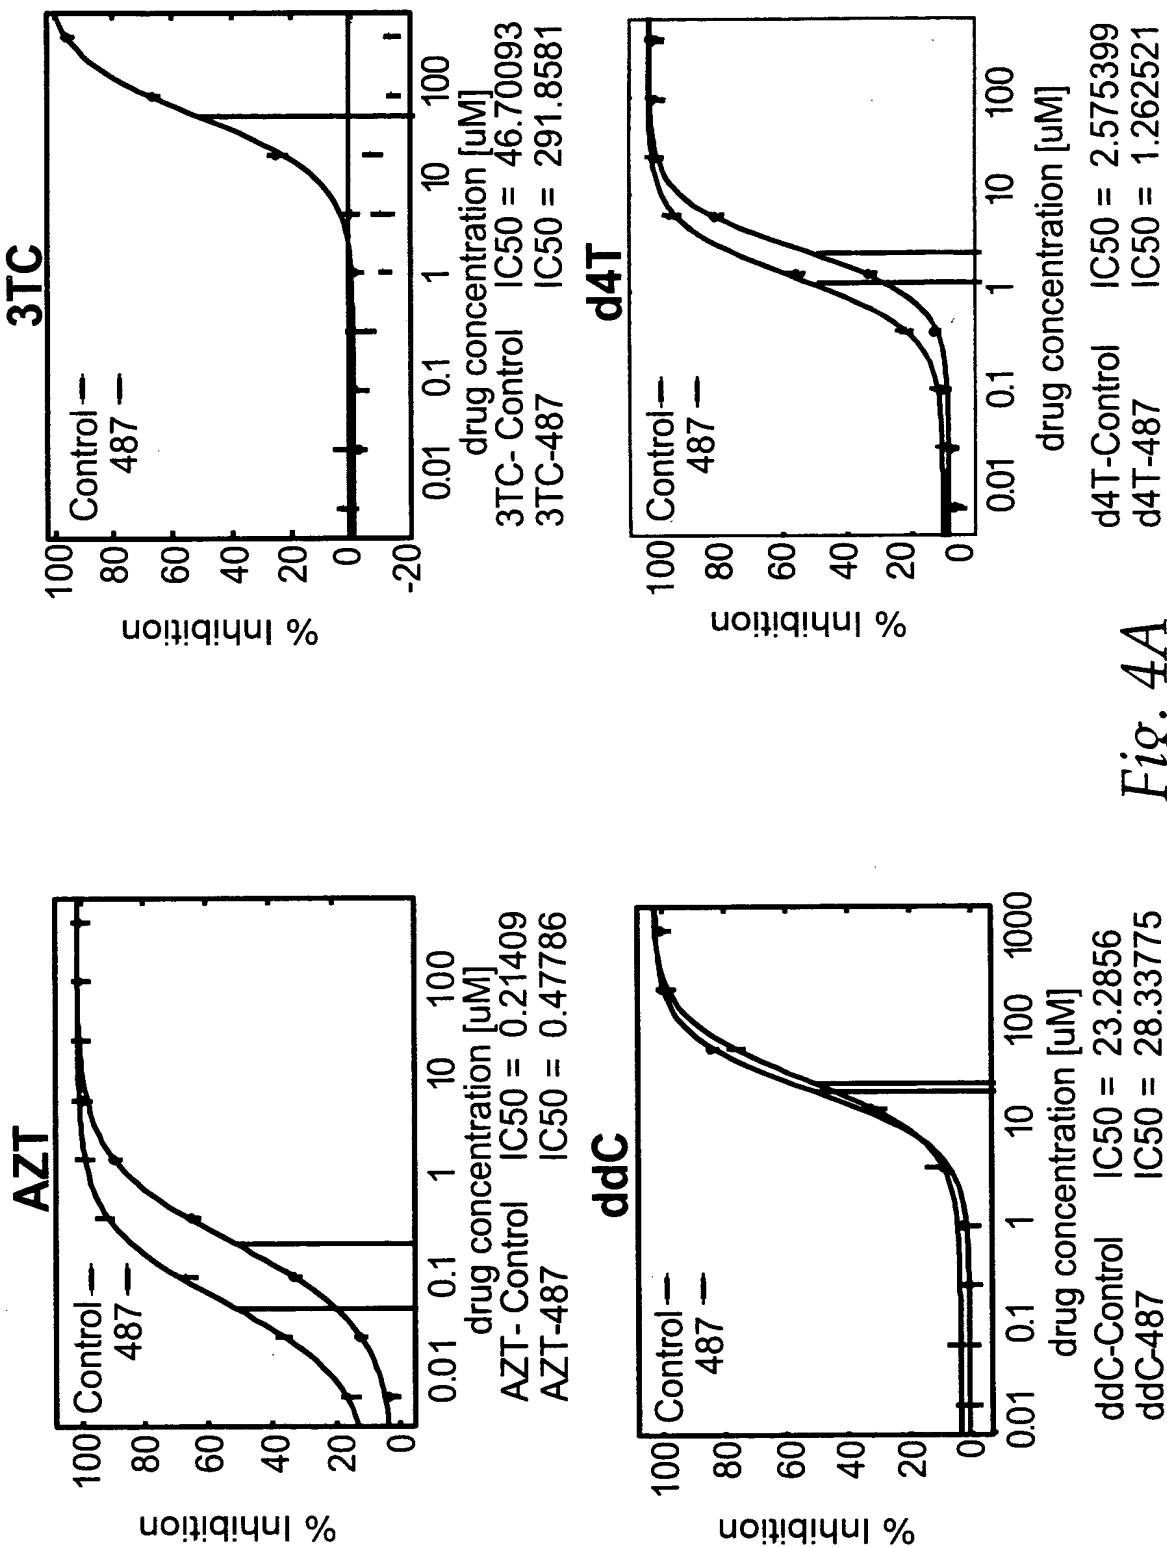 AZT
% Inhibition
100
80
60
40
20
0
Control
487
0.01
0.1
1
10
100
drug concentration [uM]
AZT- Control IC50 = 0.21409
AZT-487 IC50 = 0.47786
3TC
% Inhibition
100
80
60
40
20
0
-20
Control
487
0.01
0.1
1
10
100
drug concentration [uM]
3TC- Control IC50 = 46.70093
3TC-487 IC50 = 291.8581
ddC
% Inhibition
100
80
60
40
20
0
Control
487
0.01
0.1
1
10
100
1000
drug concentration [uM]
ddC-Control IC50 = 23.2856
ddC-487 IC50 = 28.33775
d4T
% Inhibition
100
80
60
40
20
0
Control
487
0.01
0.1
1
10
100
drug concentration [uM]
d4T-Control IC50 = 2.575399
d4T-487 IC50 = 1.262521
Fig. 4A